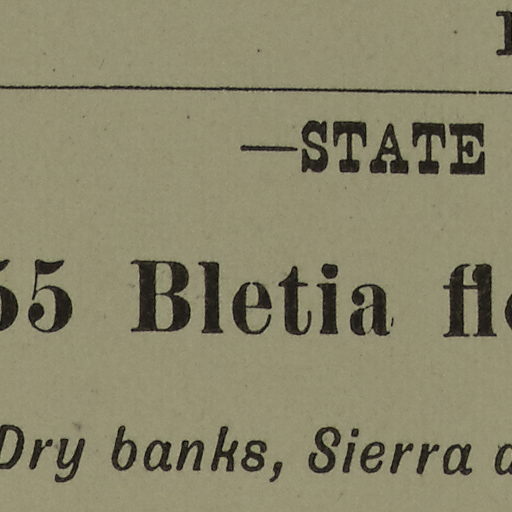 —STATE
55 Bletia
Dry banks, Sierra